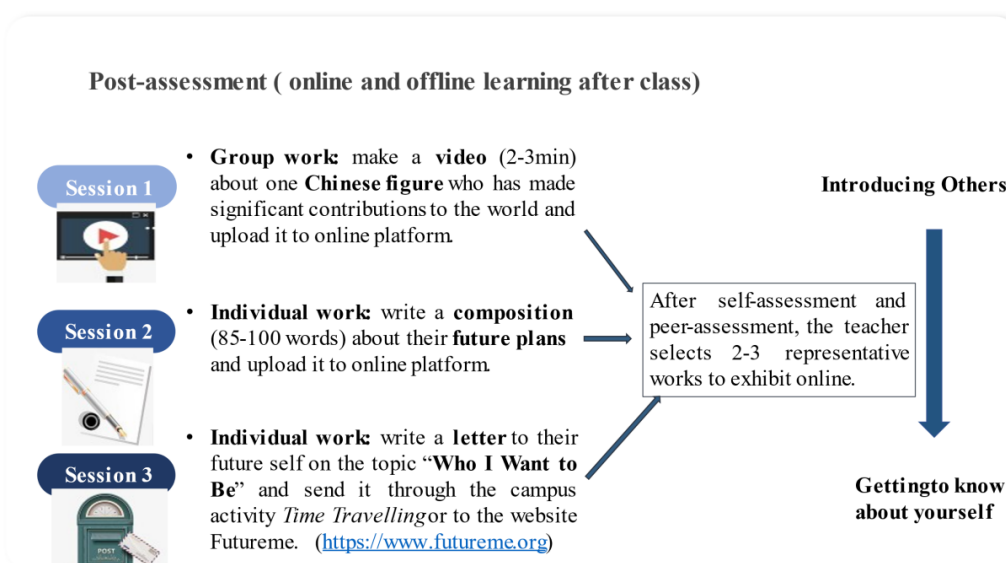 Post-assessment ( online and offline learning after class)
Session 1
• Group work: make a video (2-3min)
about one Chinese figure who has made
significant contributions to the world and
upload it to online platform.
Session 2
• Individual work: write a composition
(85-100 words) about their future plans
and upload it to online platform.
Session 3
• Individual work: write a letter to their
future self on the topic “Who I Want to
Be” and send it through the campus
activity Time Travelling or to the website
Futureme. (https://www.futureme.org)
POST
After self-assessment and
peer-assessment, the teacher
selects 2-3 representative
works to exhibit online.
Introducing Others
Gettingto know
about yourself